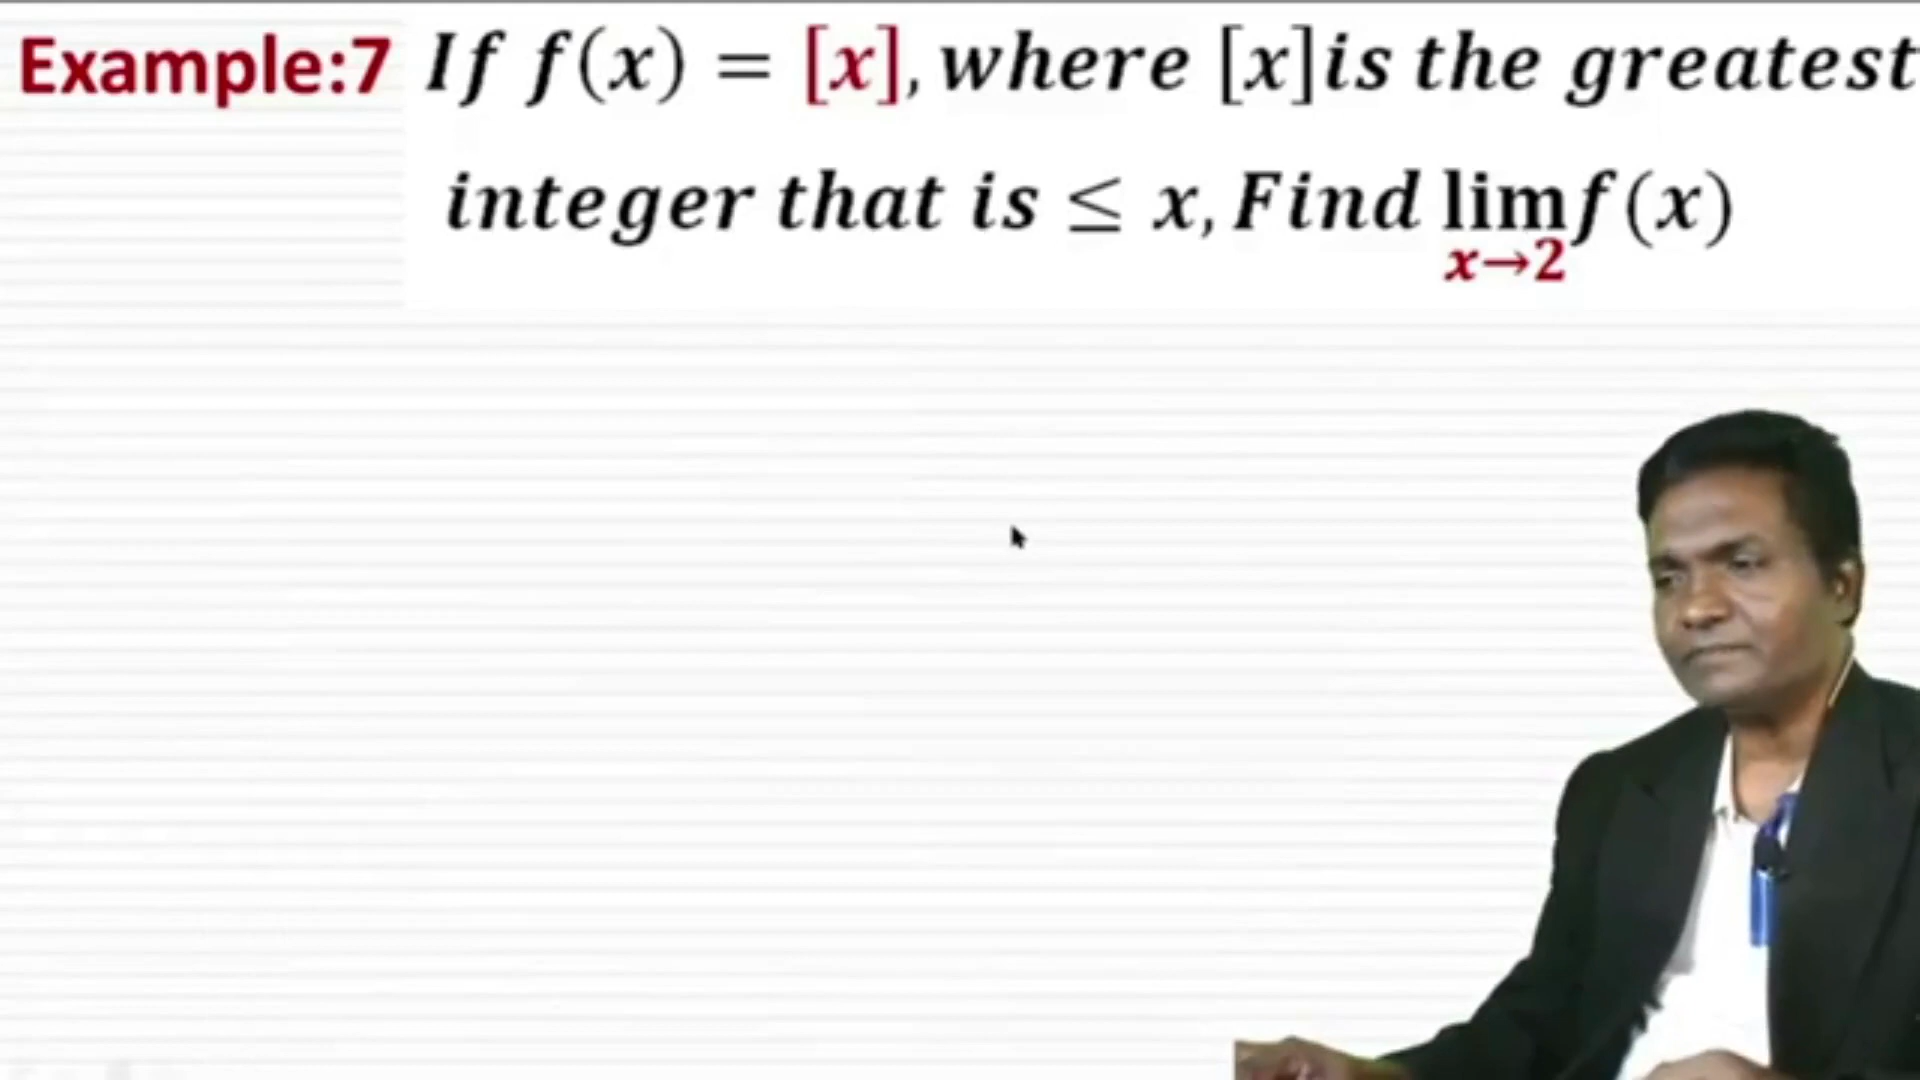 Example:7 If f(x) = [x], where [x]is the greatest
integer that is ≤ x, Find lim f(x)
x→2